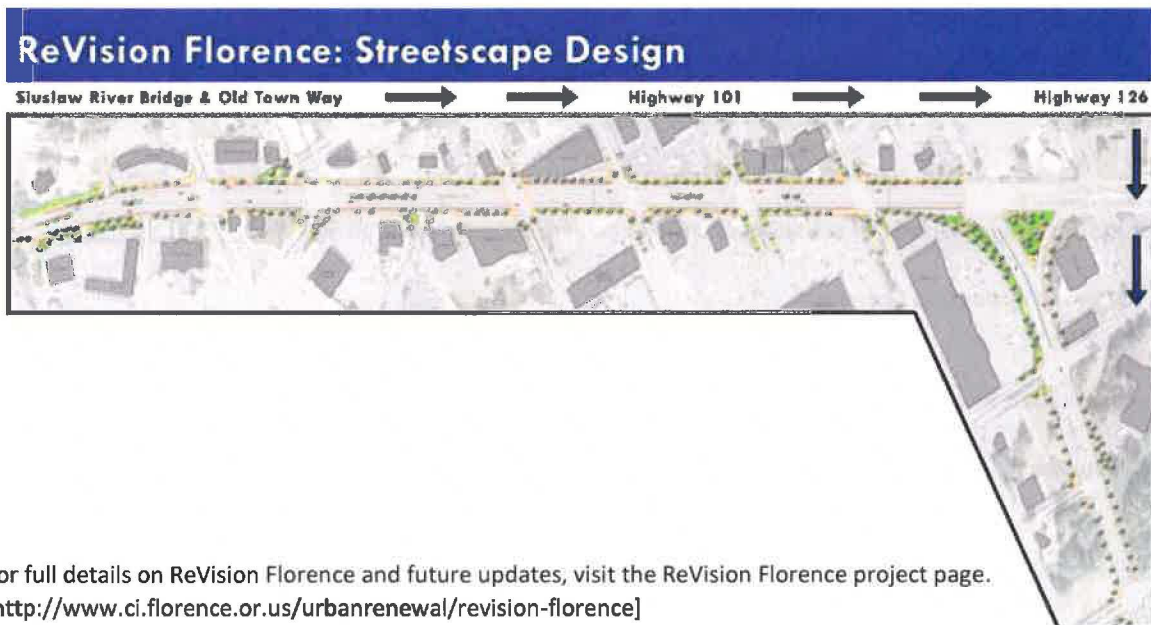 ReVision Florence: Streetscape Design
Siuslaw River Bridge & Old Town Way Highway 101 Highway 126
or full details on ReVision Florence and future updates, visit the ReVision Florence project page.
http://www.ci.florence.or.us/urbanrenewal/revision-florence]